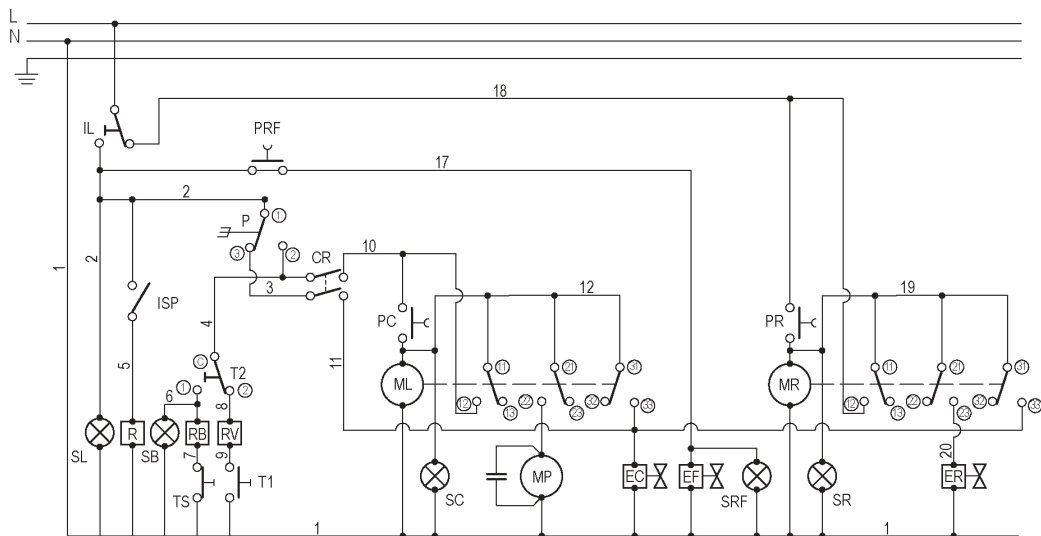 L
N
18
IL
PRF
17
2
P
1
3
2
CR
10
3
1
2
ISP
4
PC
12
PR
19
5
C
T2
11
ML
11
21
31
MR
11
21
31
1
2
6
8
12
13
22
23
32
33
12
13
22
23
32
33
SL
R
SB
RB
RV
7
9
TS
T1
SC
MP
EC
EF
SRF
SR
20
ER
1
1